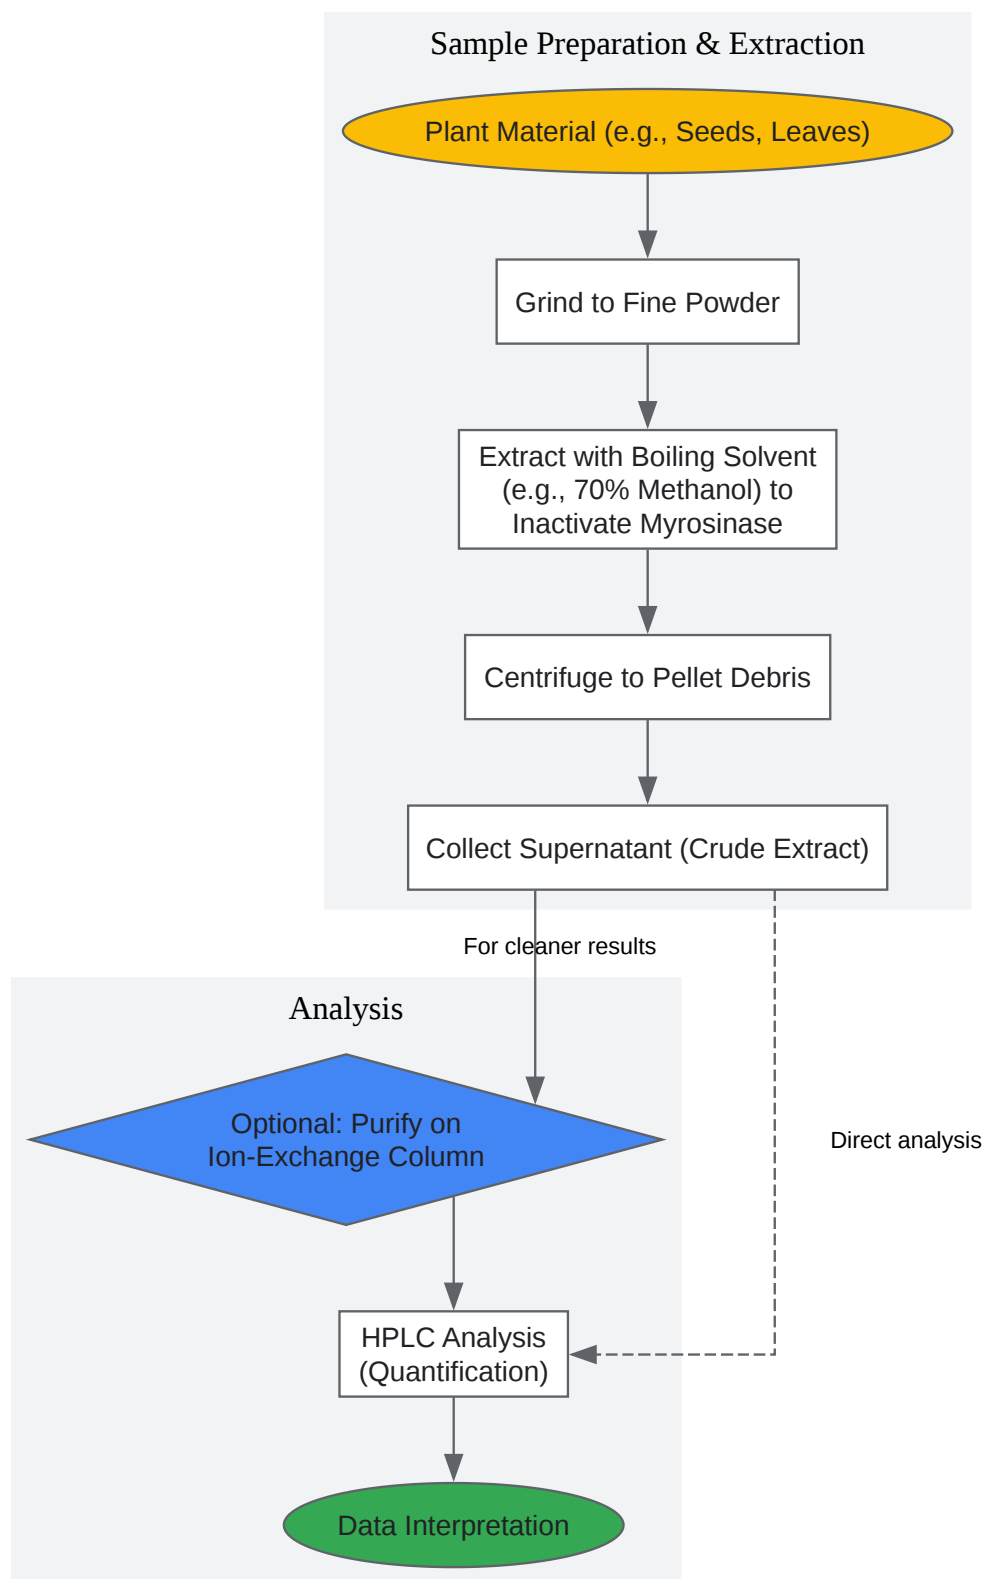 Sample Preparation & Extraction
Plant Material (e.g., Seeds, Leaves)
Grind to Fine Powder
Extract with Boiling Solvent
(e.g., 70% Methanol) to
Inactivate Myrosinase
Centrifuge to Pellet Debris
Collect Supernatant (Crude Extract)
For cleaner results
Analysis
Optional: Purify on
Ion-Exchange Column
Direct analysis
HPLC Analysis
(Quantification)
Data Interpretation